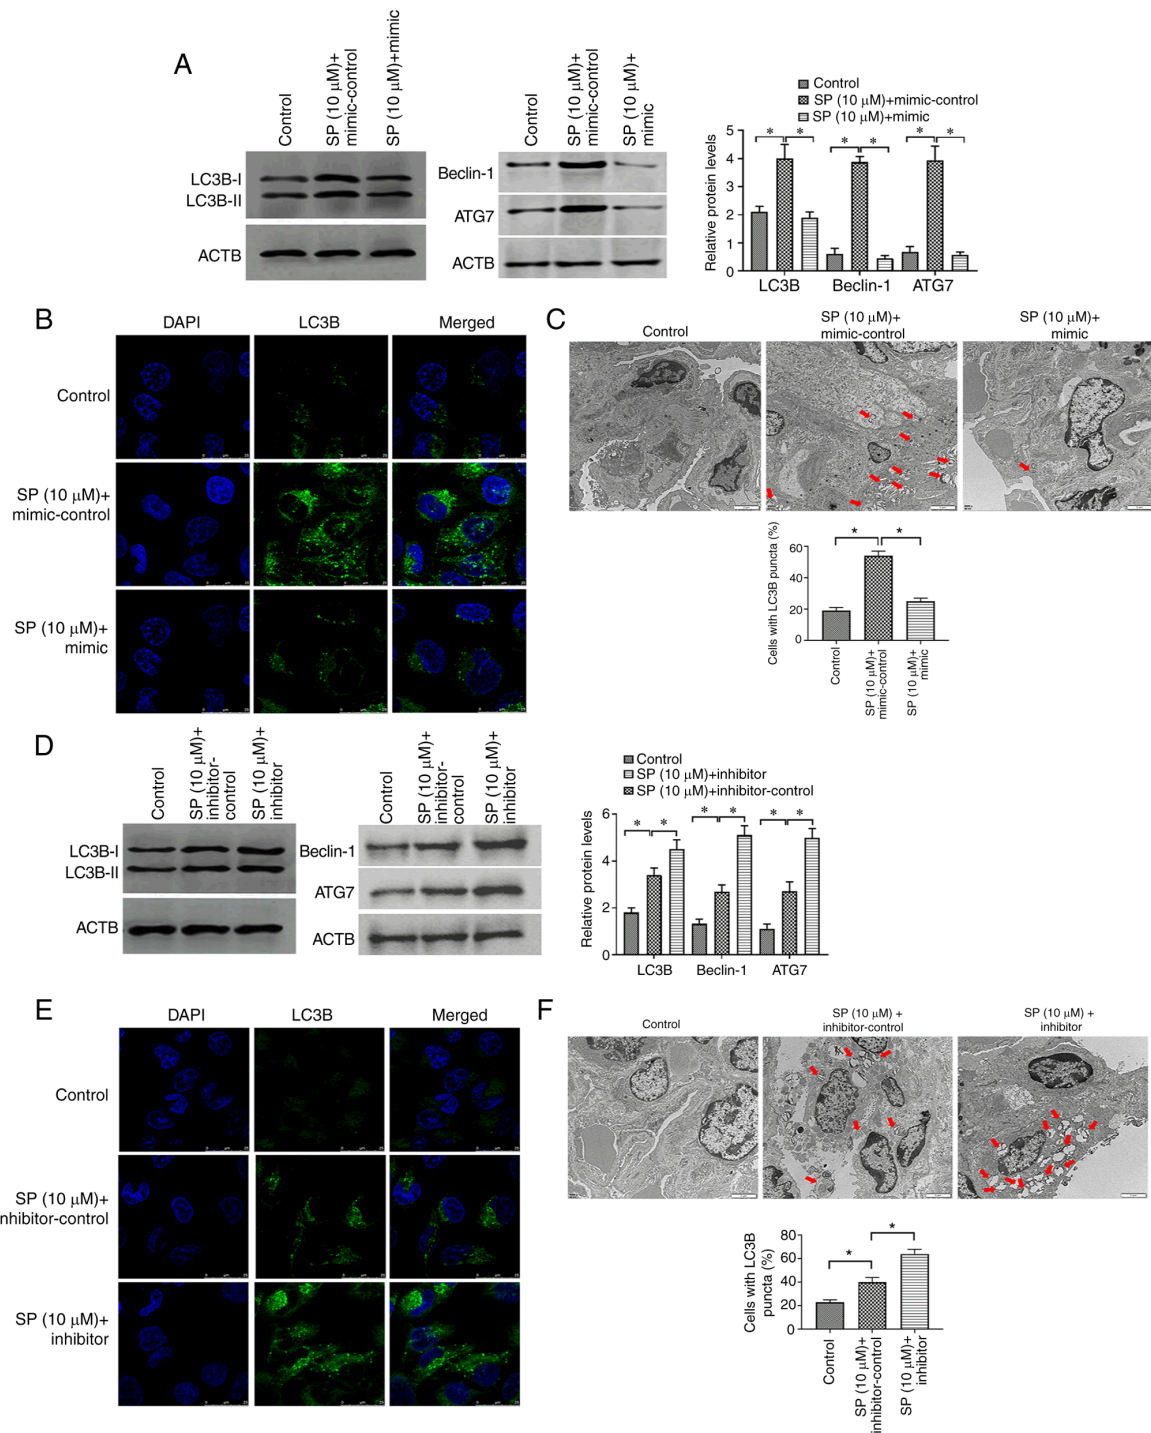 A
Control
SP (10 µM)+
mimic-control
SP (10 µM)+mimic
LC3B-I
LC3B-II
ACTB
Control
SP (10 µM)+
mimic-control
SP (10 µM)+
mimic
Beclin-1
ATG7
ACTB
Control
SP (10 µM)+mimic-control
SP (10 µM)+mimic
Relative protein levels
5
4
3
2
1
0
* * * * * *
LC3B Beclin-1 ATG7
B
DAPI LC3B Merged
Control
SP (10 µM)+
mimic-control
SP (10 µM)+
mimic
C
Control
SP (10 µM)+
mimic-control
SP (10 µM)+
mimic
Cells with LC3B puncta (%)
60
40
20
0
* *
Control
SP (10 µM)+
mimic-control
SP (10 µM)+
mimic
D
Control
SP (10 µM)+
inhibitor-
control
SP (10 µM)+
inhibitor
LC3B-I
LC3B-II
ACTB
Control
SP (10 µM)+
inhibitor-
control
SP (10 µM)+
inhibitor
Beclin-1
ATG7
ACTB
Control
SP (10 µM)+inhibitor
SP (10 µM)+inhibitor-control
Relative protein levels
6
4
2
0
* * * * * *
LC3B Beclin-1 ATG7
E
DAPI LC3B Merged
Control
SP (10 µM)+
nhibitor-control
SP (10 µM)+
inhibitor
F
Control
SP (10 µM) +
inhibitor-control
SP (10 µM) +
inhibitor
Cells with LC3B
puncta (%)
80
60
40
20
0
* *
Control
SP (10 µM)+
inhibitor-control
SP (10 µM)+
inhibitor